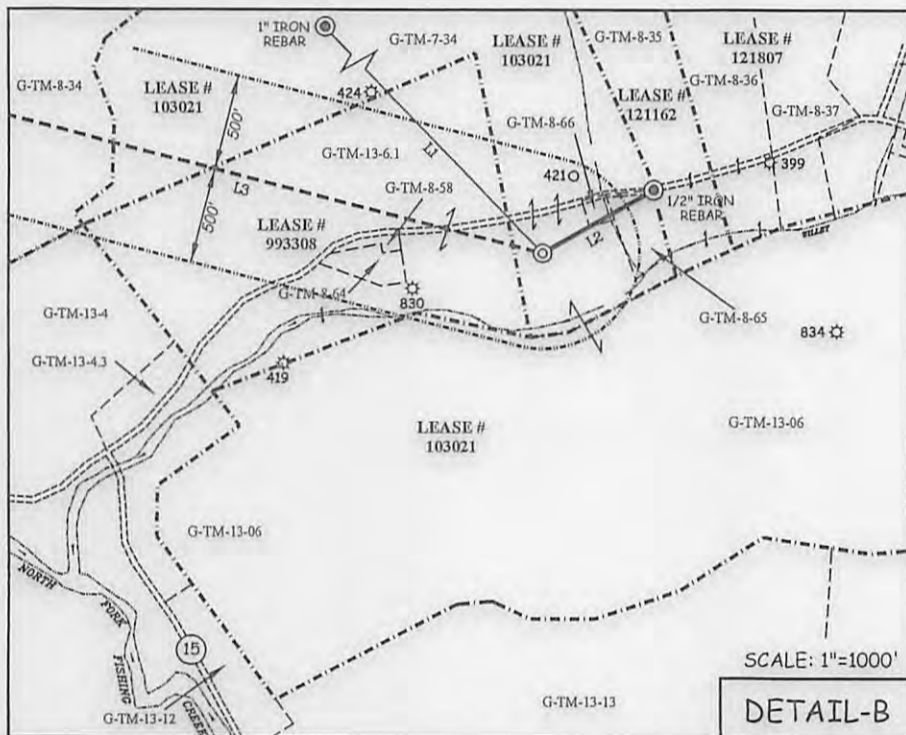 1" IRON
REBAR
G-TM-7-34
LEASE #
103021
G-TM-8-35
LEASE #
121807
G-TM-8-34
LEASE #
103021
500'
424
G-TM-8-66
LEASE #
121162
G-TM-8-36
G-TM-8-37
G-TM-13-6.1
L1
421
399
L3
G-TM-8-58
500'
1/2" IRON
REBAR
LEASE #
993308
L2
G-TM-8-64
830
G-TM-13-4
G-TM-8-65
834
G-TM-13-4.3
419
LEASE #
103021
G-TM-13-06
G-TM-13-06
NORTH
FORK
FISHING
CREEK
15
G-TM-13-12
G-TM-13-13
SCALE: 1"=1000'
DETAIL-B